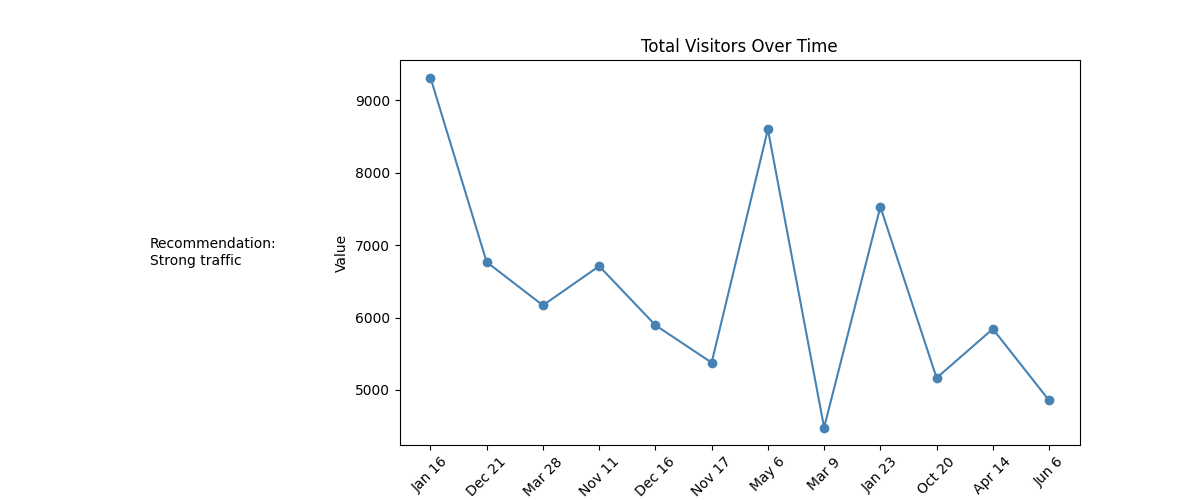 Total Visitors Over Time
Recommendation:
Strong traffic
Value
9000
8000
7000
6000
5000
Jan 16
Dec 21
Mar 28
Nov 11
Dec 16
Nov 17
May 6
Mar 9
Jan 23
Oct 20
Apr 14
Jun 6